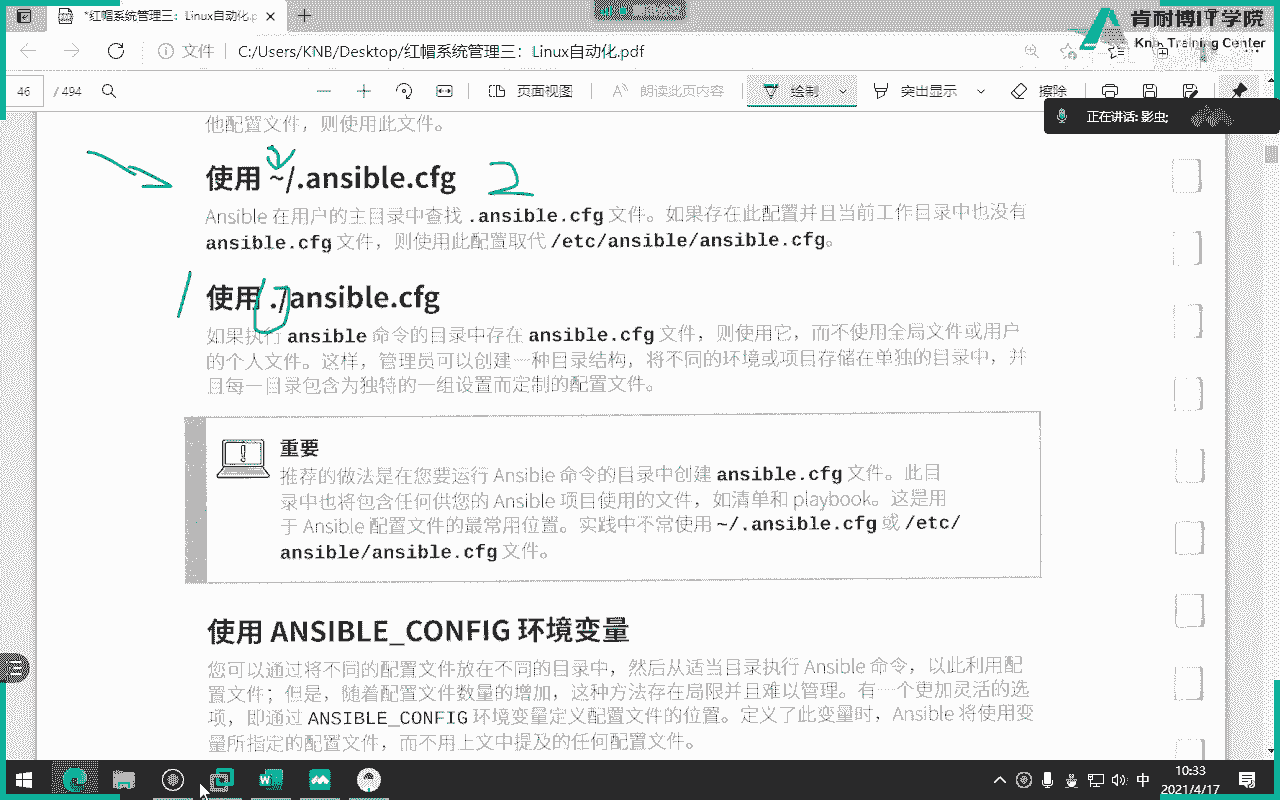 *红帽系统管理三：Linux自动化.p
肯耐博IT学院
文件 C:/Users/KNB/Desktop/红帽系统管理三：Linux自动化.pdf
Knb Training Center
46 / 494 页面视图 朗读此页内容 绘制 突出显示 擦除
正在讲话: 影虫;
他配置文件，则使用此文件。
使用 ~/.ansible.cfg 2
Ansible 在用户的主目录中查找 .ansible.cfg 文件。如果存在此配置并且当前工作目录中也没有
ansible.cfg 文件，则使用此配置取代 /etc/ansible/ansible.cfg。
1 使用 ./ansible.cfg
如果执行 ansible 命令的目录中存在 ansible.cfg 文件，则使用它，而不使用全局文件或用户
的个人文件。这样，管理员可以创建一种目录结构，将不同的环境或项目存储在单独的目录中，并
且每一目录包含为独特的一组设置而定制的配置文件。
重要
推荐的做法是在您要运行 Ansible 命令的目录中创建 ansible.cfg 文件。此目
录中也将包含任何供您的 Ansible 项目使用的文件，如清单和 playbook。这是用
于 Ansible 配置文件的最常用位置。实践中不常使用 ~/.ansible.cfg 或 /etc/
ansible/ansible.cfg 文件。
使用 ANSIBLE_CONFIG 环境变量
您可以通过将不同的配置文件放在不同的目录中，然后从适当目录执行 Ansible 命令，以此利用配
置文件；但是，随着配置文件数量的增加，这种方法存在局限并且难以管理。有一个更加灵活的选
项，即通过 ANSIBLE_CONFIG 环境变量定义配置文件的位置。定义了此变量时，Ansible 将使用变
量所指定的配置文件，而不用上文中提及的任何配置文件。
中
10:33
2021/4/17